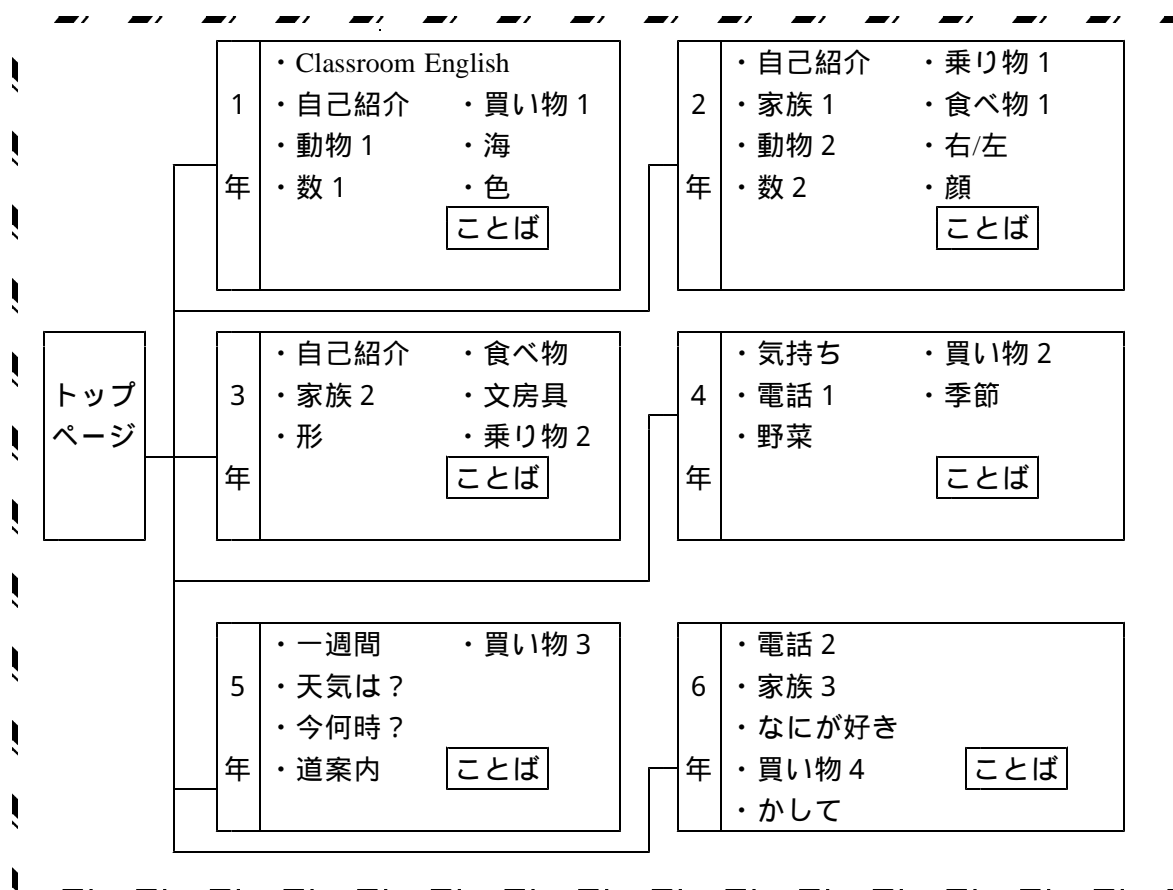 ・Classroom English
1 ・自己紹介 ・買い物1
・動物1 ・海
年 ・数1 ・色
ことば
・自己紹介 ・乗り物1
2 ・家族1 ・食べ物1
・動物2 ・右/左
年 ・数2 ・顔
ことば
トップ
ページ
・自己紹介 ・食べ物
3 ・家族2 ・文房具
・形 ・乗り物2
年 ことば
・気持ち ・買い物2
4 ・電話1 ・季節
・野菜
年 ことば
・一週間 ・買い物3
5 ・天気は？
・今何時？
年 ・道案内 ことば
・電話2
6 ・家族3
・なにが好き
年 ・買い物4 ことば
・かして